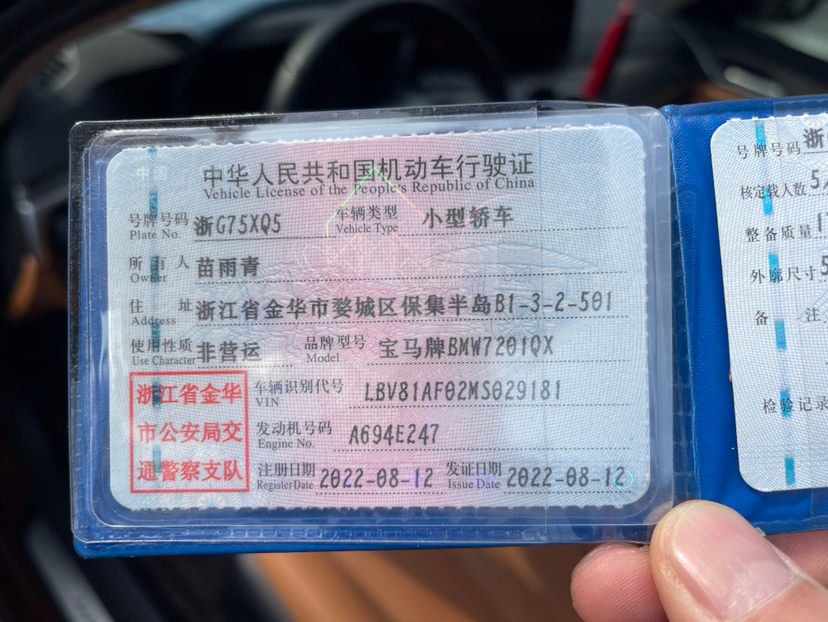 中国
中华人民共和国机动车行驶证
Vehicle License of the People's Republic of China
号牌号码 浙G75XQ5 车辆类型 小型轿车
Plate No. Vehicle Type
所有人 苗雨青
Owner
住址 浙江省金华市婺城区保集半岛B1-3-2-501
Address
使用性质 非营运 品牌型号 宝马牌BMW7201QX
Use Character Model
浙江省金华
市公安局交
通警察支队
车辆识别代号 LBV81AF02MS029181
VIN
发动机号码 A694E247
Engine No.
注册日期 2022-08-12 发证日期 2022-08-12
Register Date Issue Date
号牌号码 浙
核定载人数 5
整备质量 1
外廓尺寸 5
备注
检验记录